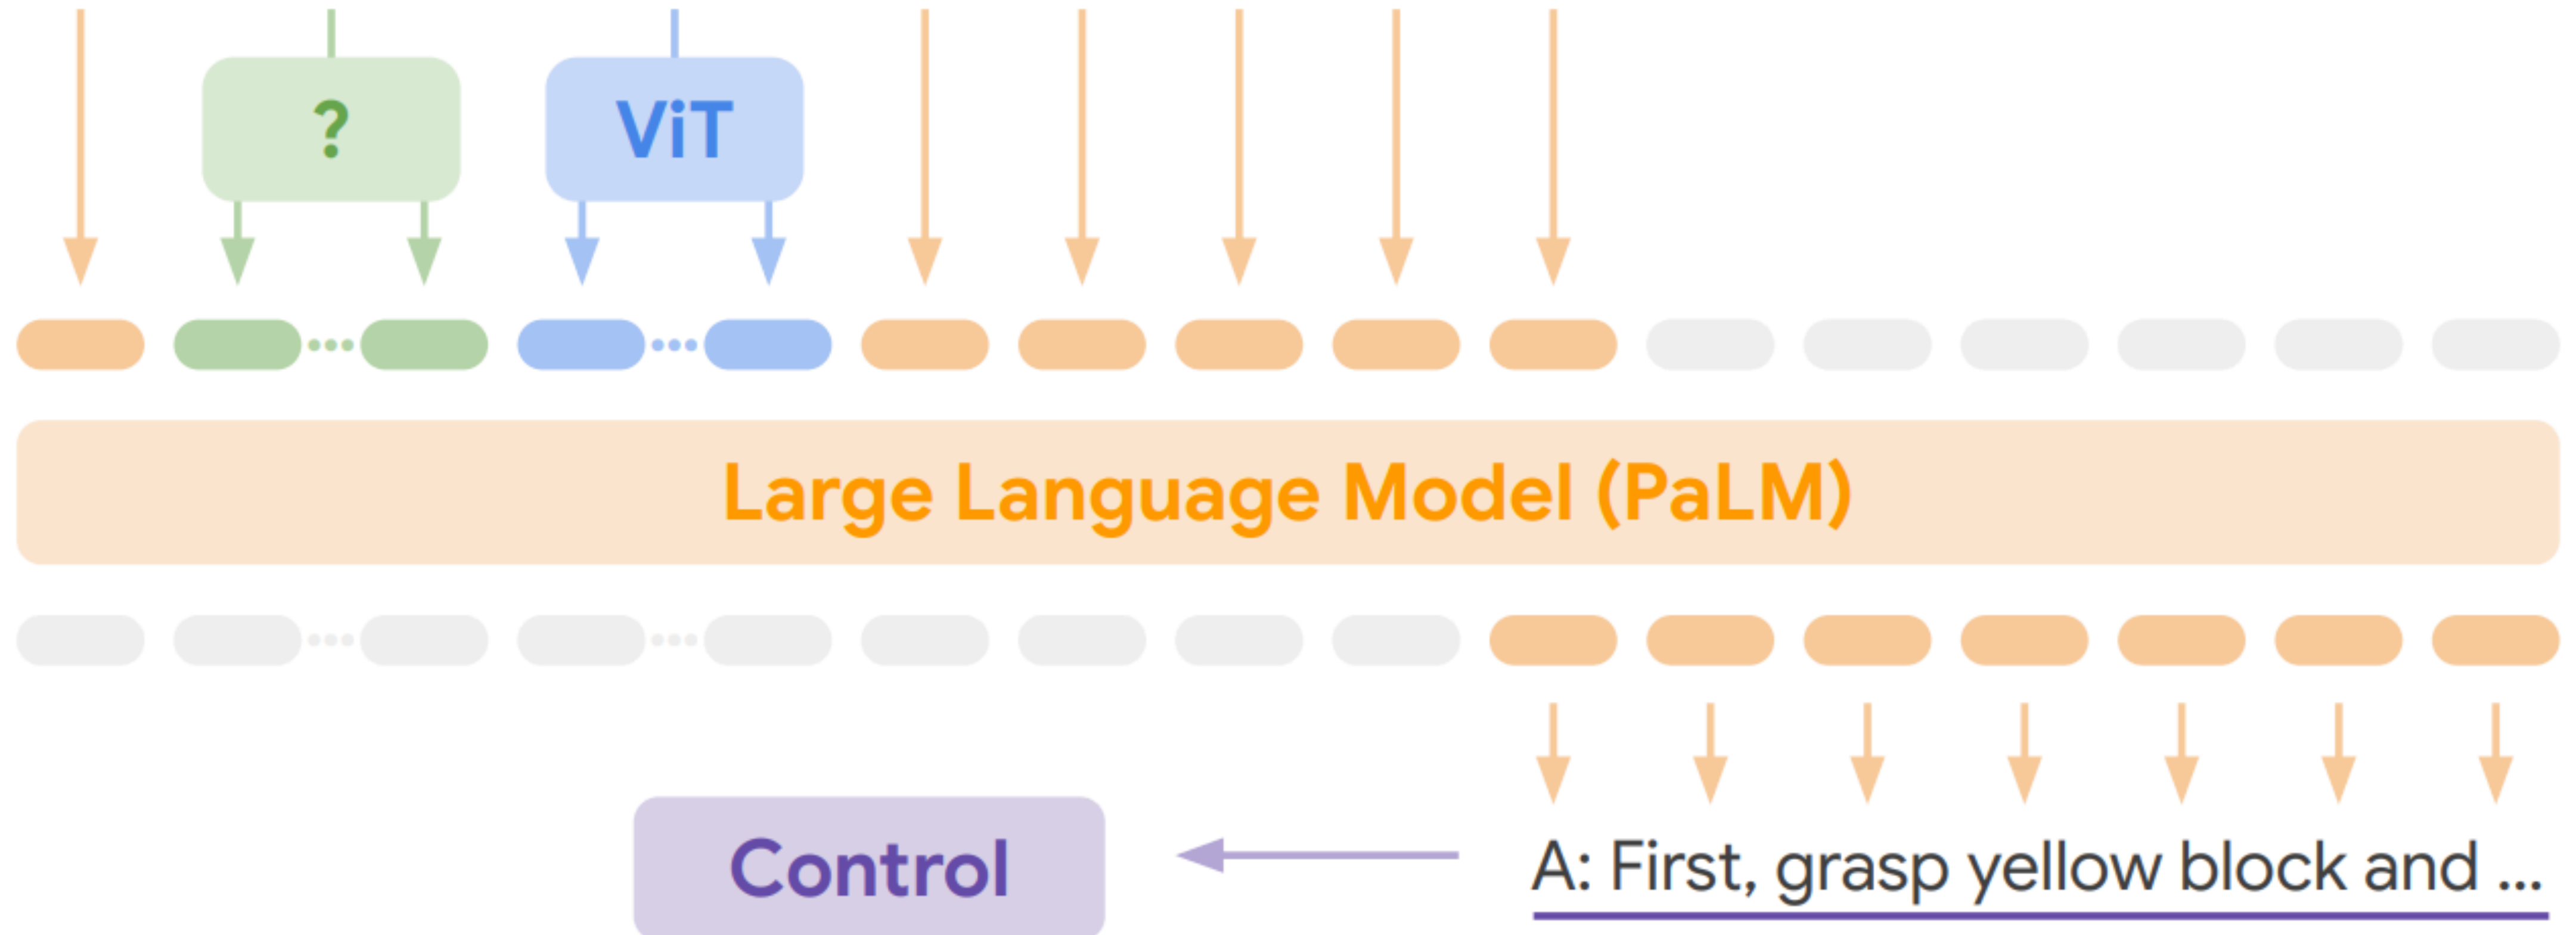 ?
ViT
Large Language Model (PaLM)
Control
A: First, grasp yellow block and ...